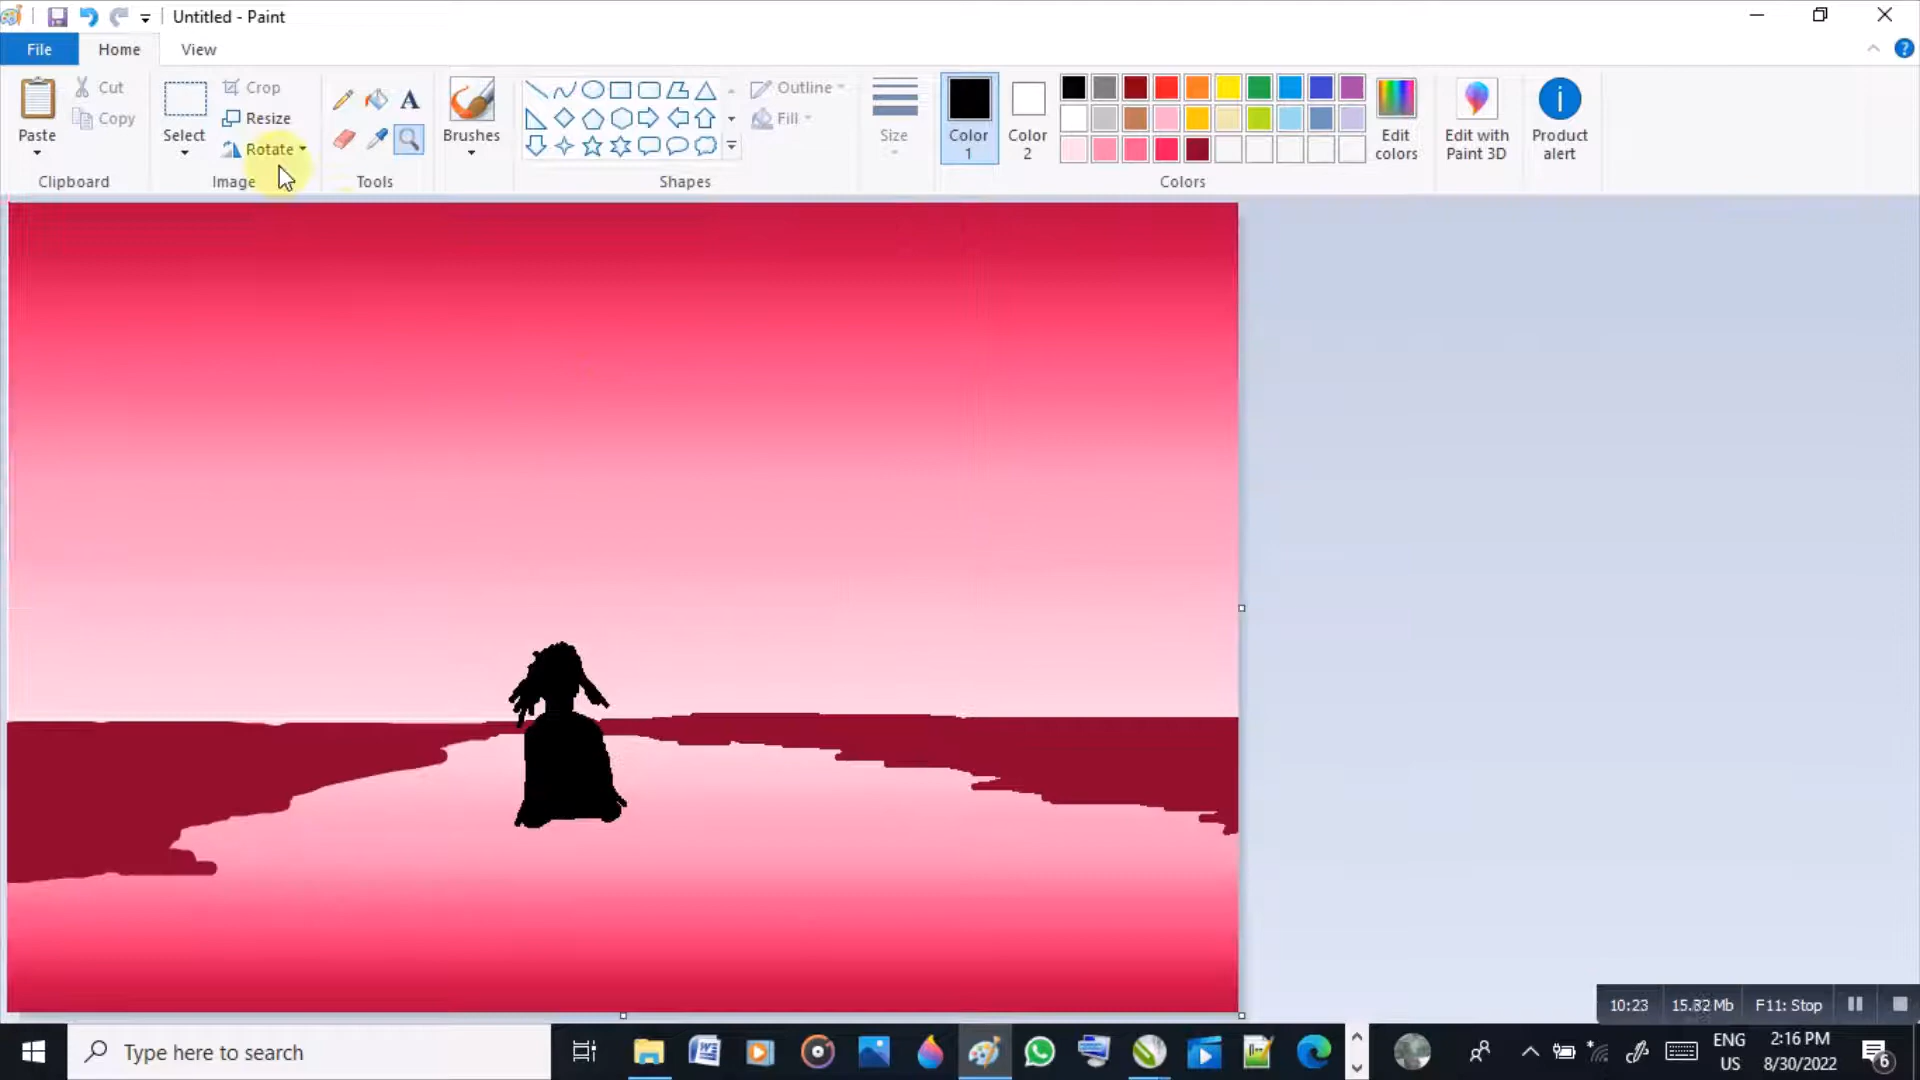 Untitled - Paint
File Home View
Cut Crop Outline
Copy Resize Fill
Paste Select Rotate Brushes Size Color 1 Color 2 Edit colors Edit with Paint 3D Product alert
Clipboard Image Tools Shapes Colors
10:23 15.82 Mb F11: Stop
Type here to search
ENG US
2:16 PM
8/30/2022
6